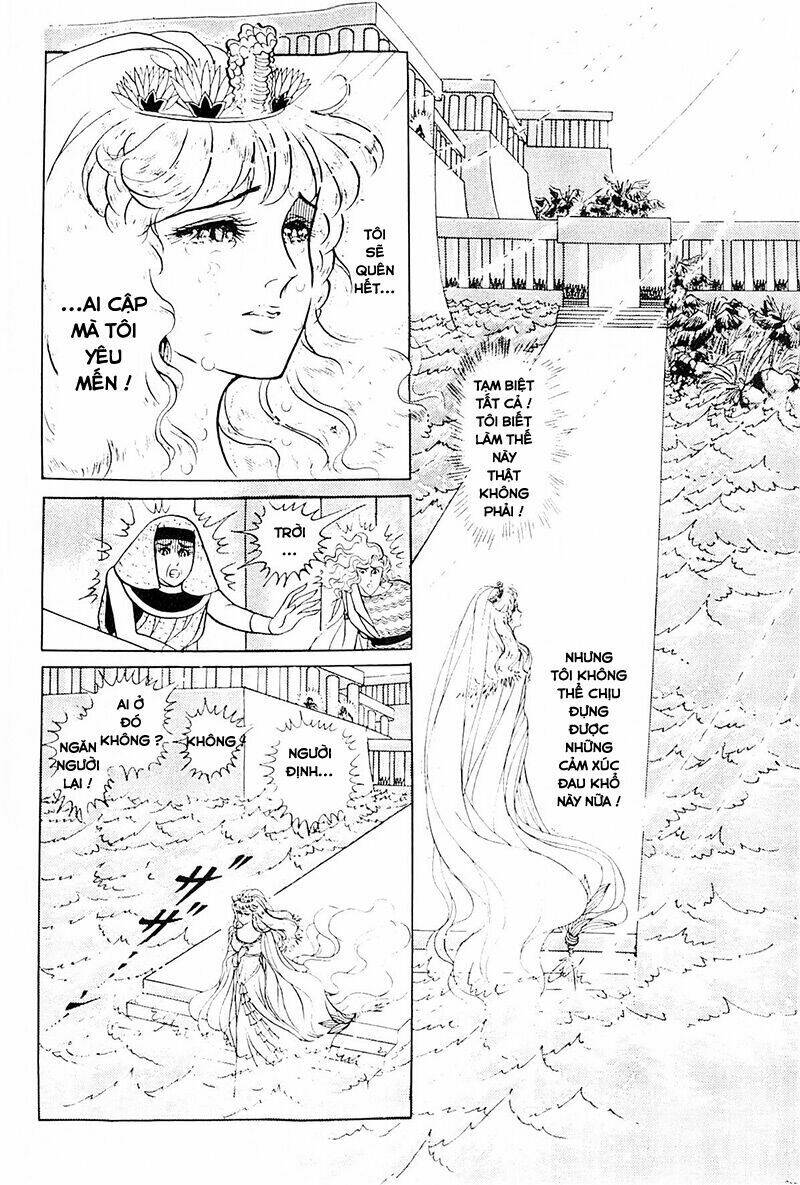 TẠM BIỆT
TẤT CẢ !
TÔI BIẾT
LÀM THẾ
NÀY
THẬT
KHÔNG
PHẢI !
NHƯNG
TÔI KHÔNG
THỂ CHỊU
ĐỰNG
ĐƯỢC
NHỮNG
CẢM XÚC
ĐAU KHỔ
NÀY NỮA !
TÔI
SẼ
QUÊN
HẾT...
...AI CẬP
MÀ TÔI
YÊU
MẾN !
TRỜI
...
NGƯỜI
ĐỊNH...
KHÔNG !
AI Ở
ĐÓ
KHÔNG ?
NGĂN
NGƯỜI
LẠI !
ザザ